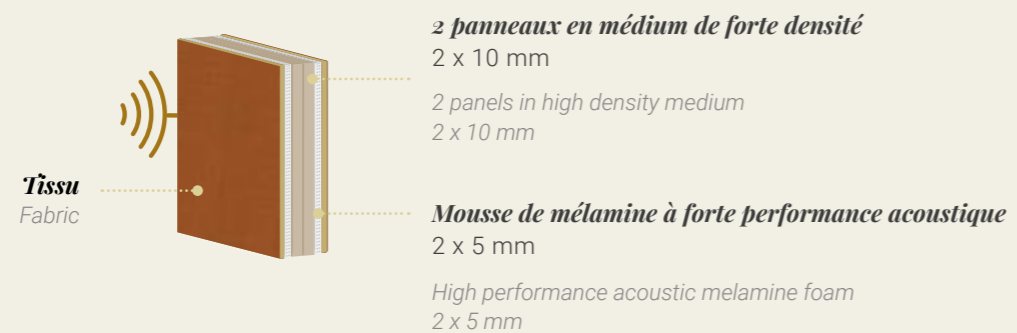 2 panneaux en médium de forte densité
2 x 10 mm
2 panels in high density medium
2 x 10 mm
Tissu
Fabric
Mousse de mélamine à forte performance acoustique
2 x 5 mm
High performance acoustic melamine foam
2 x 5 mm